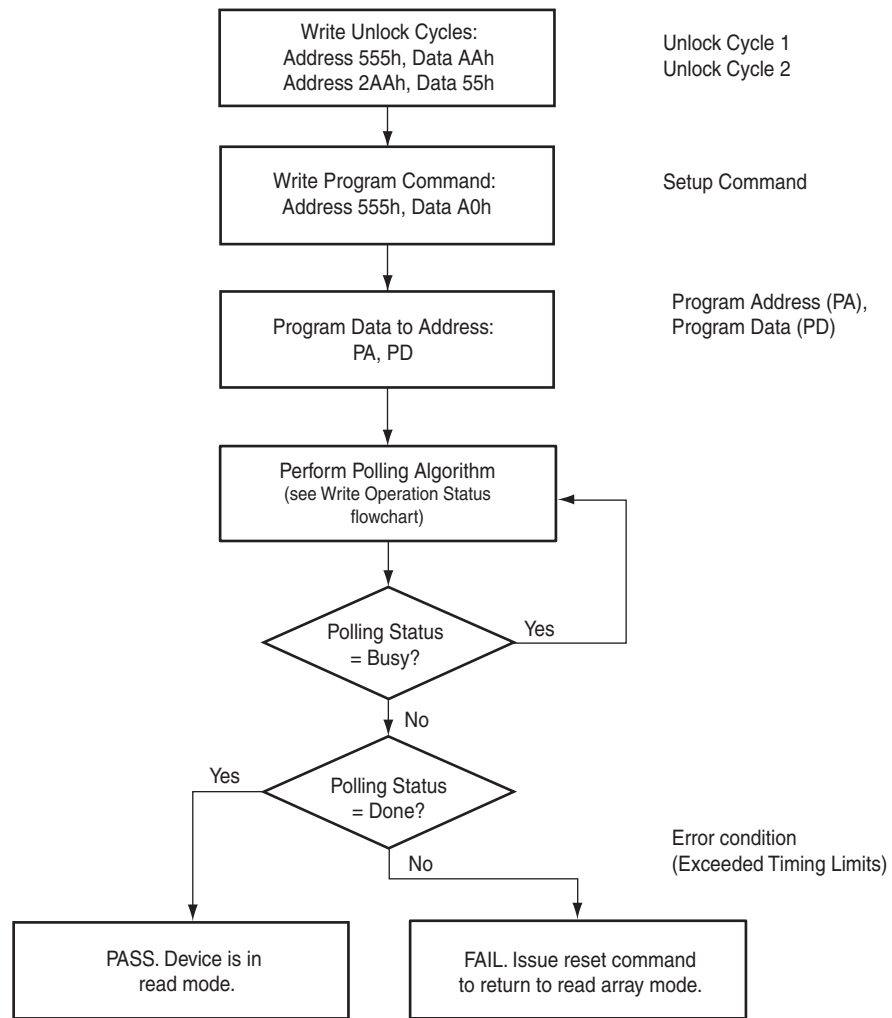 Write Unlock Cycles:
Address 555h, Data AAh
Address 2AAh, Data 55h
Unlock Cycle 1
Unlock Cycle 2
Write Program Command:
Address 555h, Data A0h
Setup Command
Program Data to Address:
PA, PD
Program Address (PA),
Program Data (PD)
Perform Polling Algorithm
(see Write Operation Status
flowchart)
Polling Status
= Busy?
Yes
No
Polling Status
= Done?
Yes
No
Error condition
(Exceeded Timing Limits)
PASS. Device is in
read mode.
FAIL. Issue reset command
to return to read array mode.